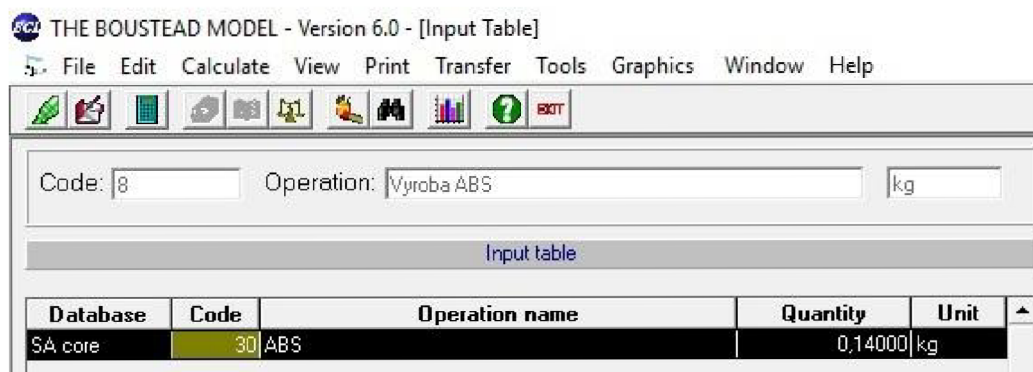 THE BOUSTEAD MODEL - Version 6.0 - [Input Table]
File Edit Calculate View Print Transfer Tools Graphics Window Help
EXIT
Code: 8 Operation: Vyroba ABS kg
Input table
Database Code Operation name Quantity Unit
SA core 30 ABS 0,14000 kg